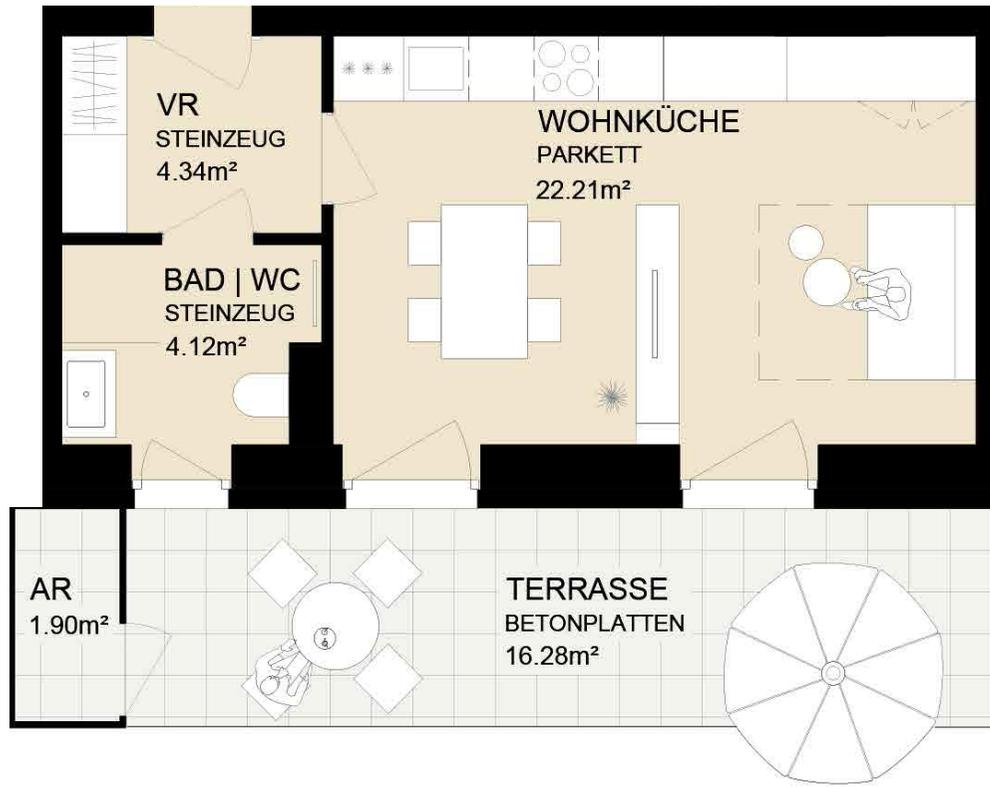 VR
STEINZEUG
4.34m²
WOHNKÜCHE
PARKETT
22.21m²
BAD | WC
STEINZEUG
4.12m²
AR
1.90m²
TERRASSE
BETONPLATTEN
16.28m²